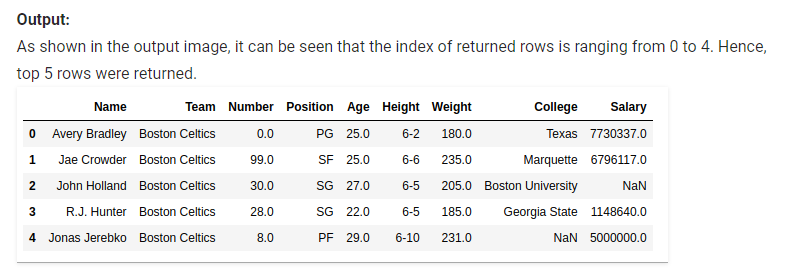 Output:
As shown in the output image, it can be seen that the index of returned rows is ranging from 0 to 4. Hence,
top 5 rows were returned.
Name Team Number Position Age Height Weight College Salary
0 Avery Bradley Boston Celtics 0.0 PG 25.0 6-2 180.0 Texas 7730337.0
1 Jae Crowder Boston Celtics 99.0 SF 25.0 6-6 235.0 Marquette 6796117.0
2 John Holland Boston Celtics 30.0 SG 27.0 6-5 205.0 Boston University NaN
3 R.J. Hunter Boston Celtics 28.0 SG 22.0 6-5 185.0 Georgia State 1148640.0
4 Jonas Jerebko Boston Celtics 8.0 PF 29.0 6-10 231.0 NaN 5000000.0